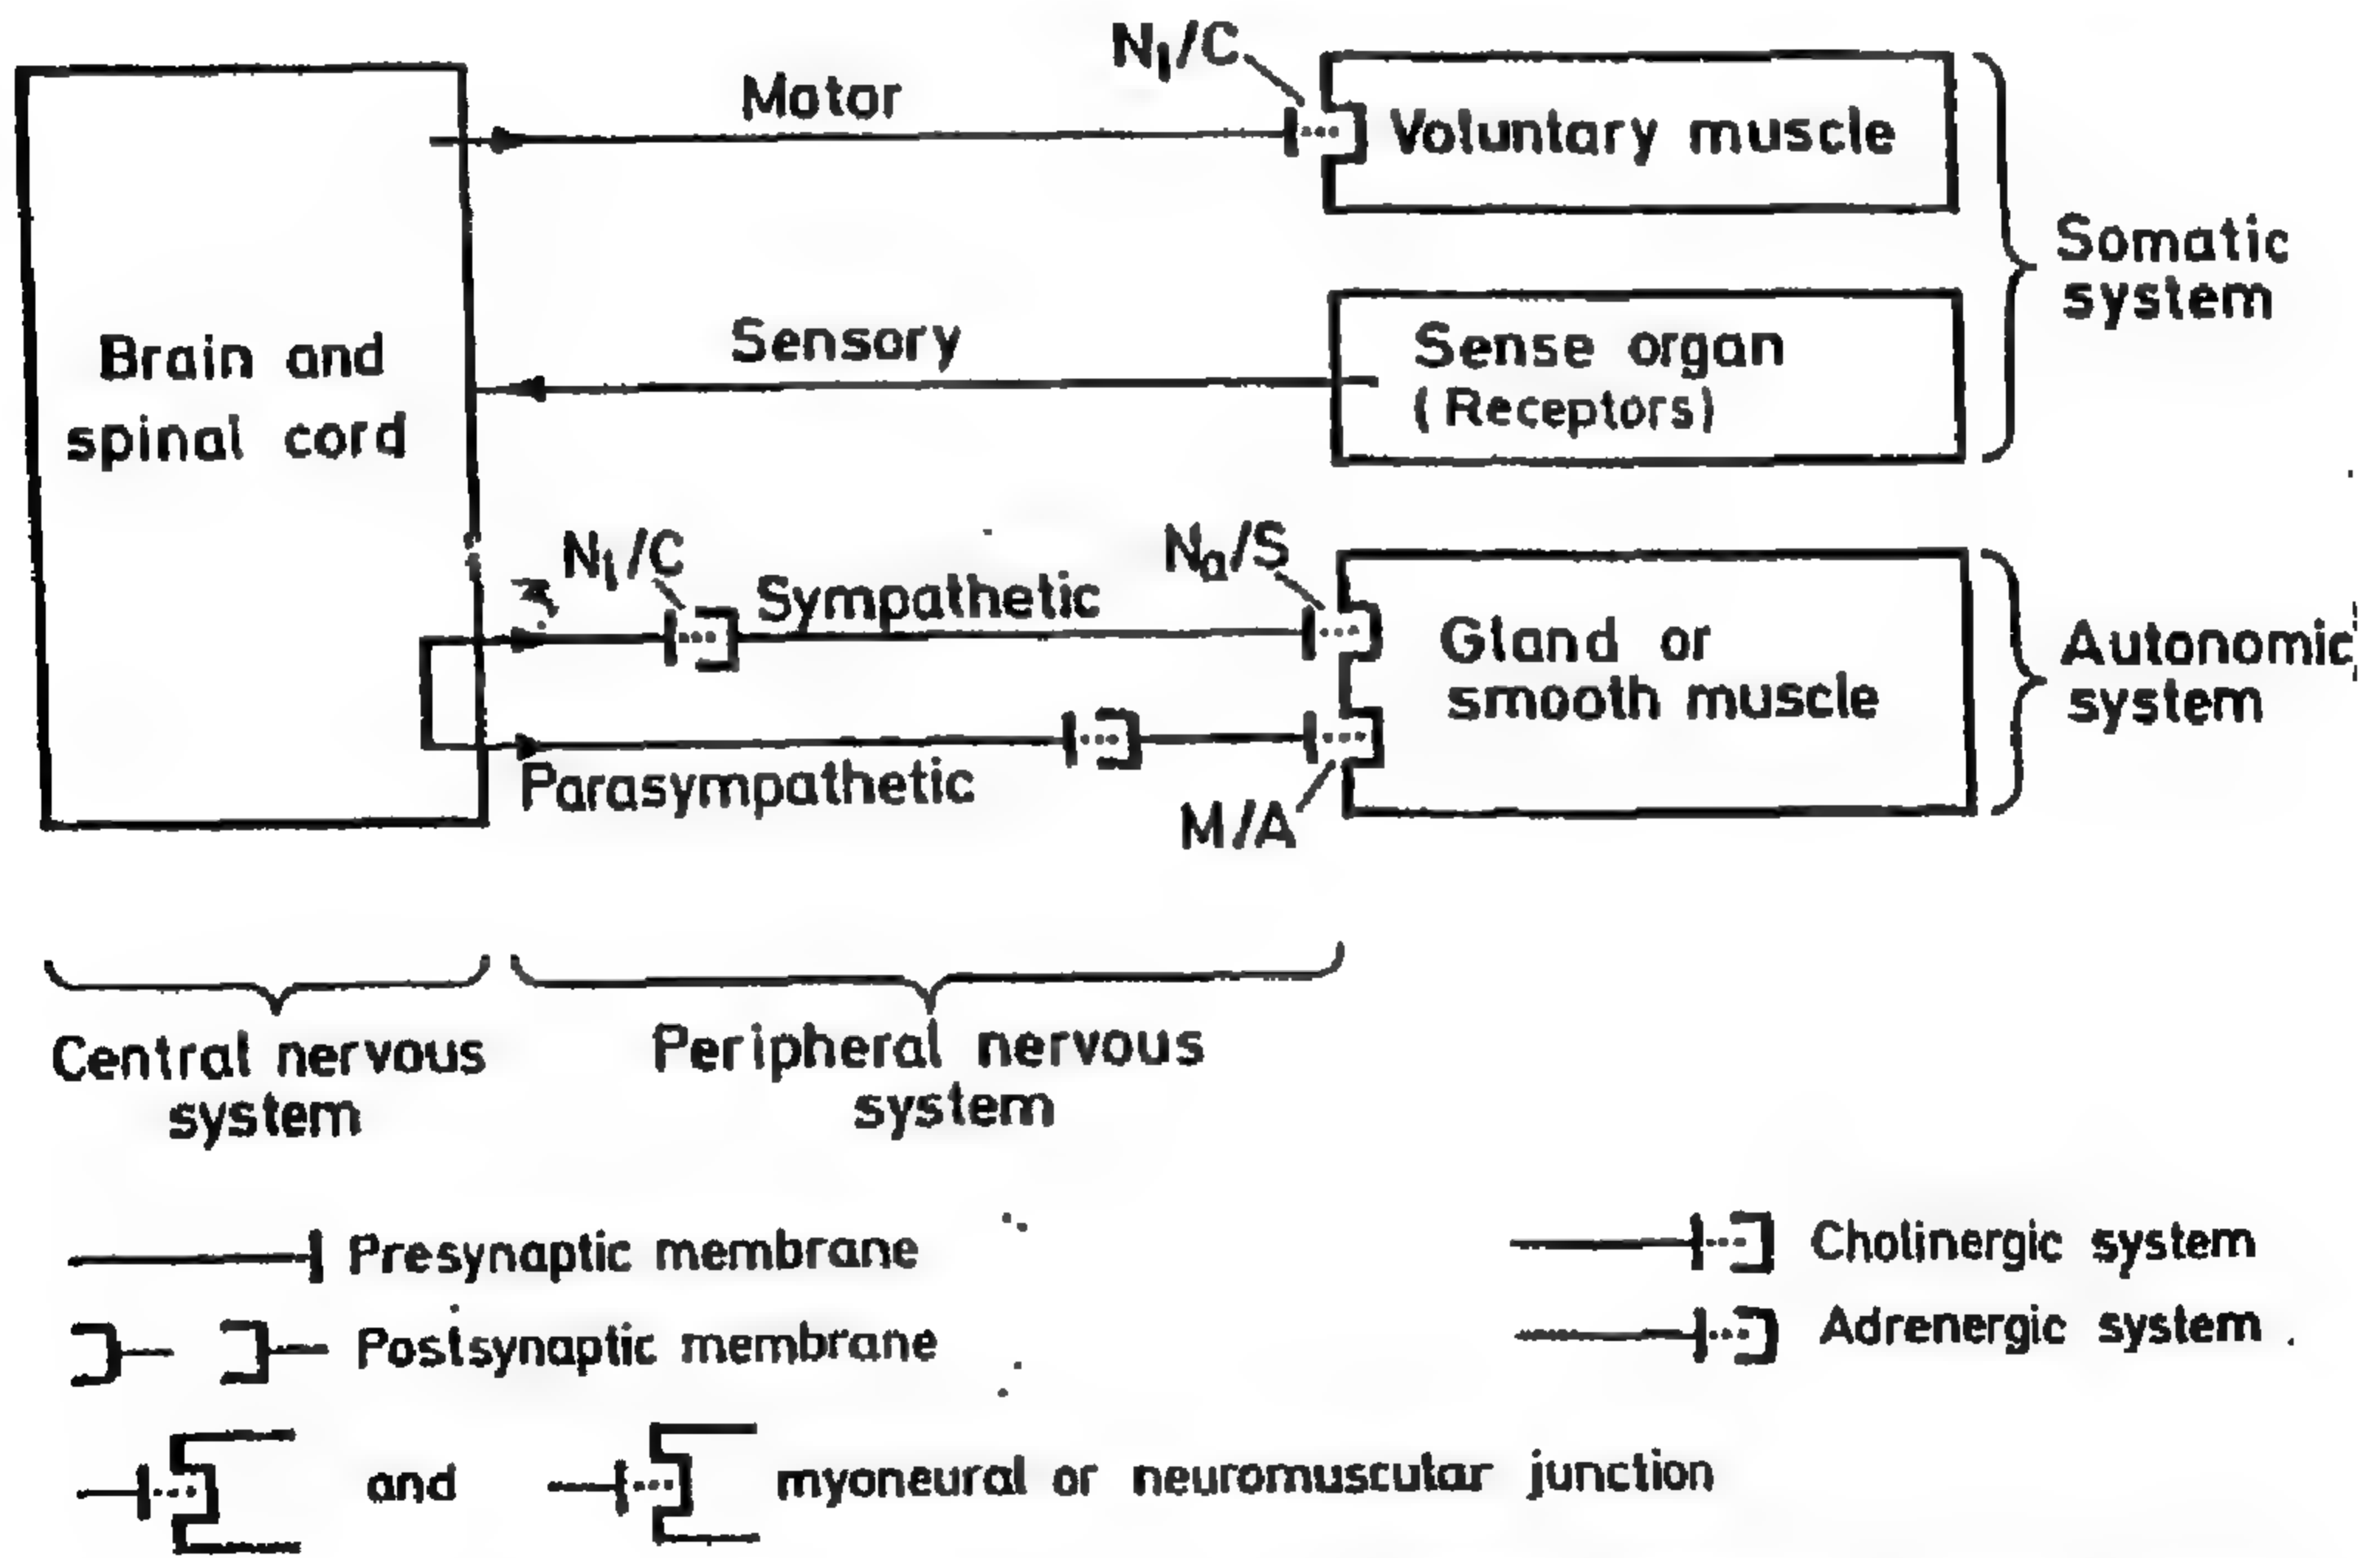 N₁/C
Motor
Voluntary muscle
Somatic
system
Sensory
Sense organ
(Receptors)
Brain and
spinal cord
N₁/C
Sympathetic
Nₐ/S
Gland or
smooth muscle
Autonomic
system
Parasympathetic
M/A
Central nervous
system
Peripheral nervous
system
Presynaptic membrane
Cholinergic system
Postsynaptic membrane
Adrenergic system
and
myoneural or neuromuscular junction